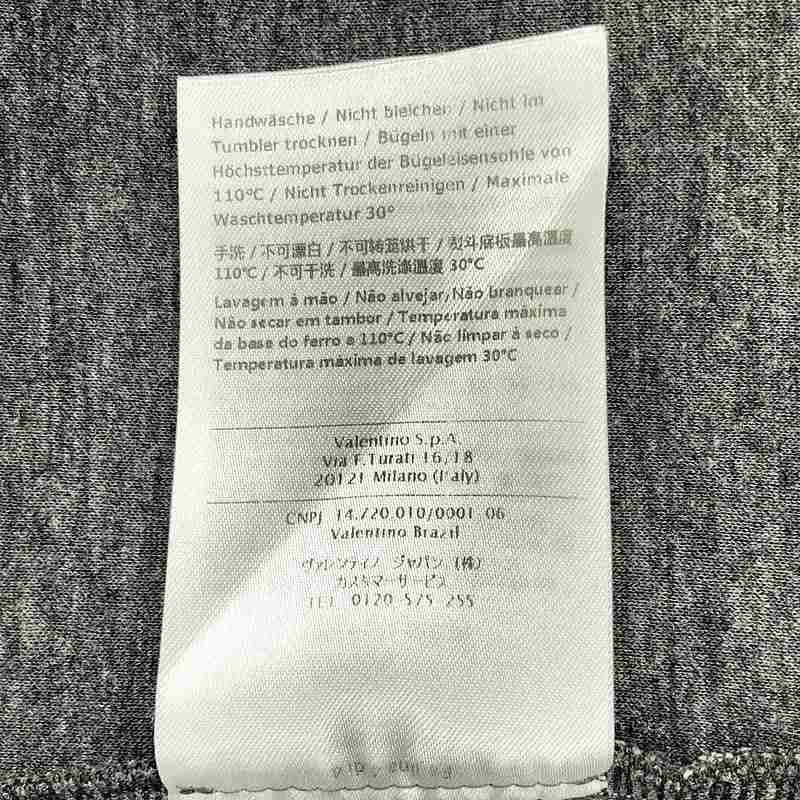 Handwäsche / Nicht bleichen / Nicht im
Tumbler trocknen / Bügeln mit einer
Höchsttemperatur der Bügeleisensohle von
110°C / Nicht Trockenreinigen / Maximale
Waschtemperatur 30°
手洗 / 不可漂白 / 不可转笼烘干 / 熨斗底板最高温度
110°C / 不可干洗 / 最高洗涤温度 30°C
Lavagem à mão / Não alvejar/Não branquear /
Não secar em tambor / Temperatura máxima
da base do ferro a 110°C / Não limpar à seco /
Temperatura máxima de lavagem 30°C
Valentino S.p.A.
Via F.Turati 16/18
20121 Milano (Italy)
CNPJ 14.720.010/0001 06
Valentino Brazil
ヴァレンティノ ジャパン (株)
カスタマーサービス
TEL 0120 575 255